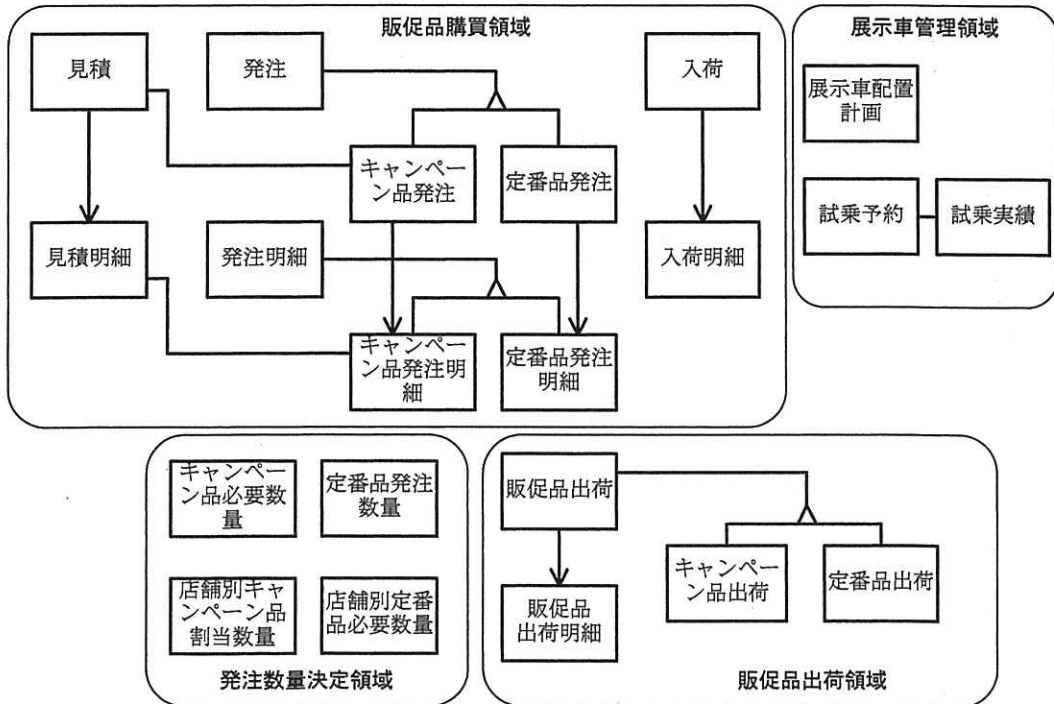 販促品購買領域
見積
発注
入荷
キャンペー
ン品発注
定番品発注
見積明細
発注明細
入荷明細
キャンペー
ン品発注明
細
定番品発注
明細
展示車管理領域
展示車配置
計画
試乗予約
試乗実績
キャンペー
ン品必要数
量
定番品発注
数量
店舗別キャ
ンペーン品
割当数量
店舗別定番
品必要数量
発注数量決定領域
販促品出荷
キャンペー
ン品出荷
定番品出荷
販促品
出荷明細
販促品出荷領域